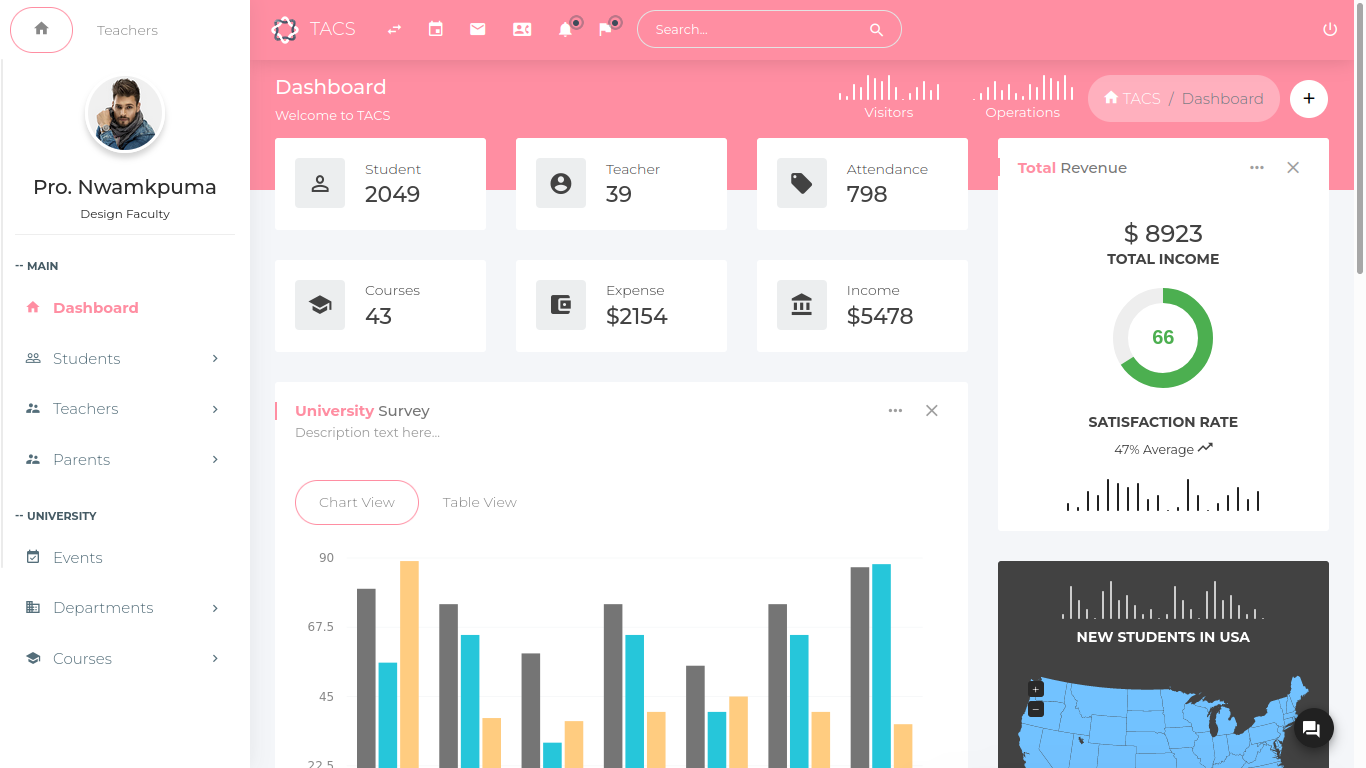 Teachers
Pro. Nwamkpuma
Design Faculty
-- MAIN
Dashboard
Students
Teachers
Parents
-- UNIVERSITY
Events
Departments
Courses
TACS
Search...
Dashboard
Welcome to TACS
Visitors
Operations
TACS / Dashboard
+
Student
2049
Teacher
39
Attendance
798
Courses
43
Expense
$2154
Income
$5478
University Survey
Description text here...
Chart View
Table View
90
67.5
45
22.5
Total Revenue
$ 8923
TOTAL INCOME
66
SATISFACTION RATE
47% Average
NEW STUDENTS IN USA
+
−